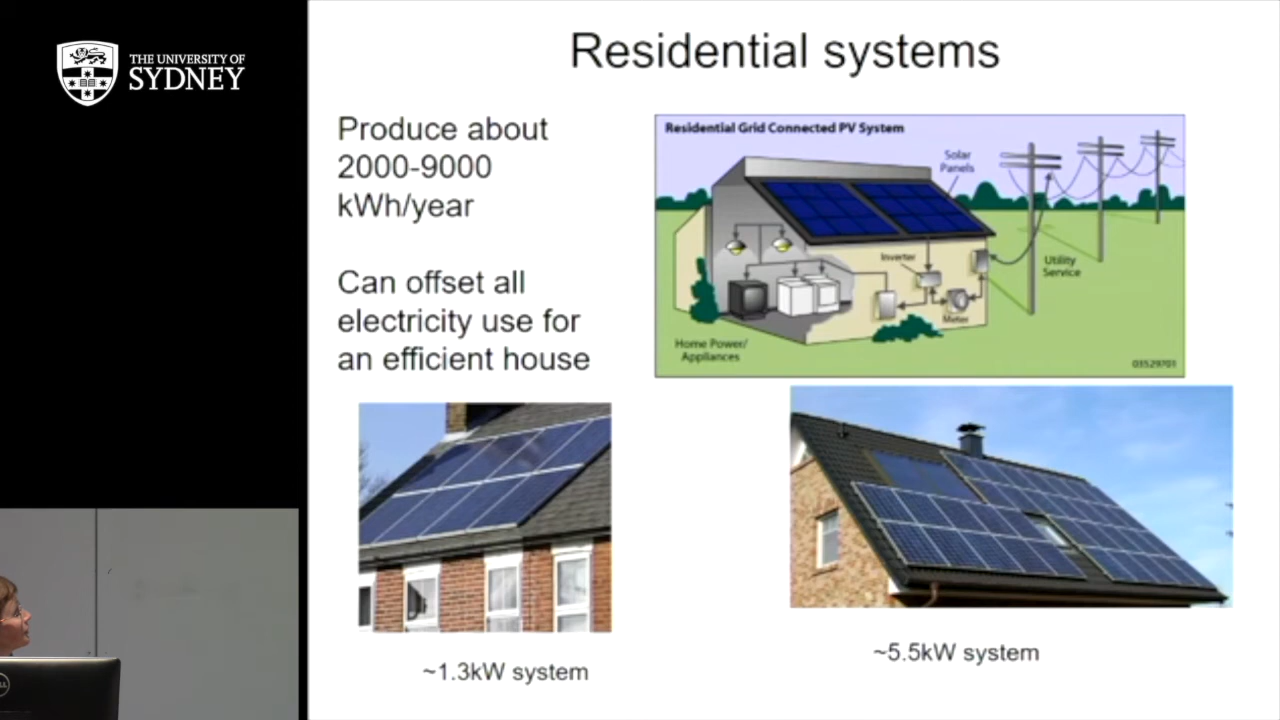 THE UNIVERSITY OF
SYDNEY
Residential systems
Produce about
2000-9000
kWh/year
Can offset all
electricity use for
an efficient house
Residential Grid Connected PV System
Solar
Panels
Inverter
Utility
Service
Meter
Home Power/
Appliances
03529701
~1.3kW system
~5.5kW system